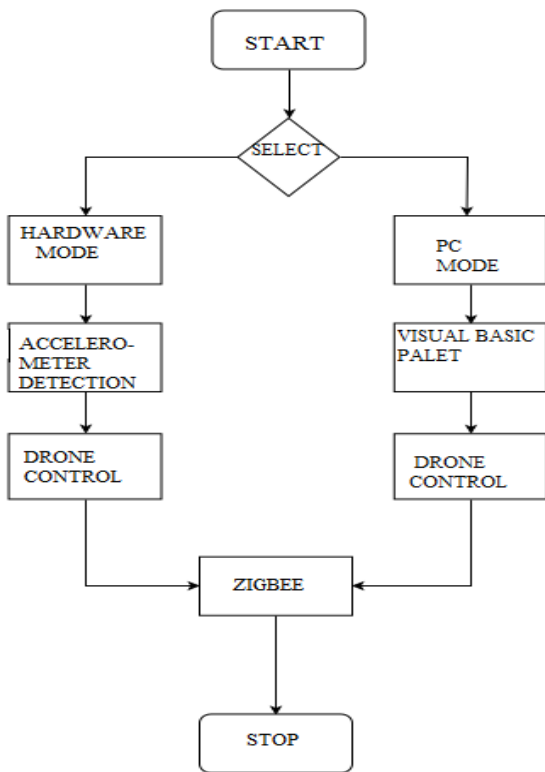 START
SELECT
HARDWARE
MODE
PC
MODE
ACCELERO-
METER
DETECTION
VISUAL BASIC
PALET
DRONE
CONTROL
DRONE
CONTROL
ZIGBEE
STOP